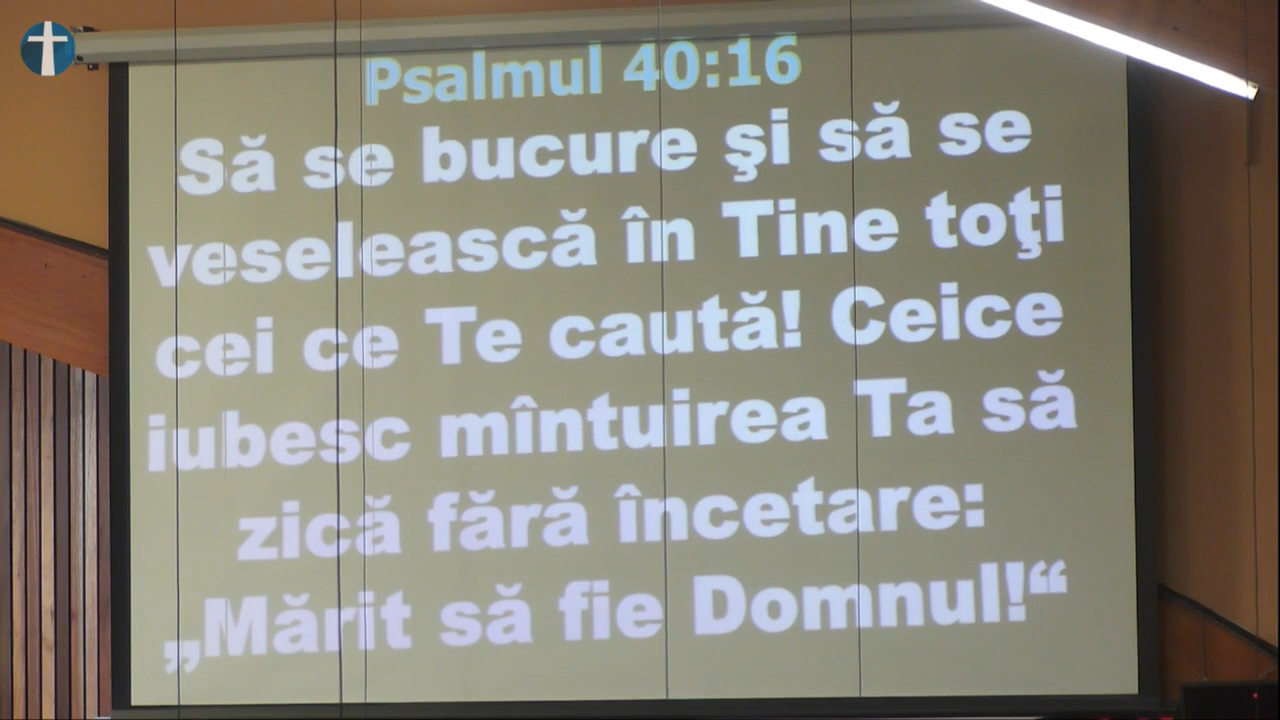 Psalmul 40:16
Să se bucure şi să se
veselească în Tine toţi
cei ce Te caută! Ceice
iubesc mîntuirea Ta să
zică fără încetare:
„Mărit să fie Domnul!“